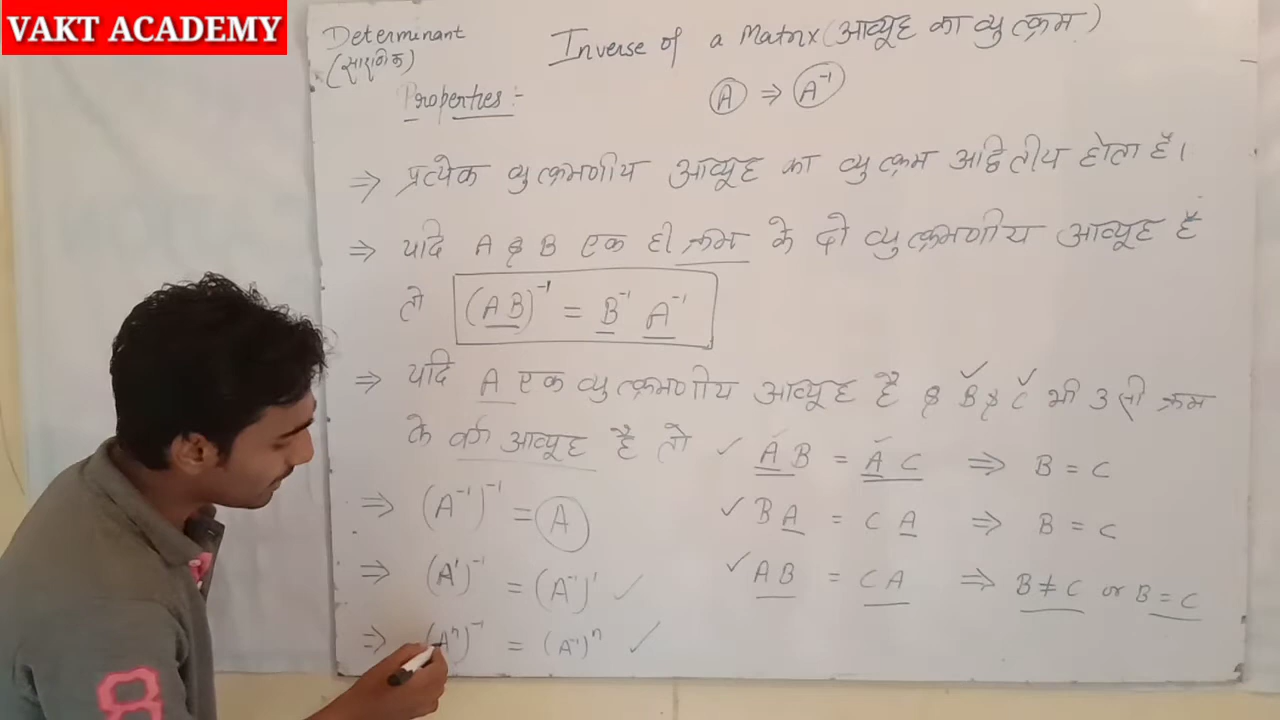 VAKT ACADEMY
Determinant
(सारणिक)
Inverse of a Matrix (आव्यूह का व्युत्क्रम)
A ⇒ A⁻¹
Properties :-
⇒ प्रत्येक व्युत्क्रमणीय आव्यूह का व्युत्क्रम अद्वितीय होता है।
⇒ यदि A & B एक ही क्रम के दो व्युत्क्रमणीय आव्यूह है
तो (AB)⁻¹ = B⁻¹ A⁻¹
⇒ यदि A एक व्युत्क्रमणीय आव्यूह है & B & C भी उसी क्रम
के वर्ग आव्यूह है तो ✓ AB = AC ⇒ B = C
⇒ (A⁻¹)⁻¹ = A
✓ BA = CA ⇒ B = C
⇒ (A')⁻¹ = (A⁻¹)' ✓
✓ AB = CA ⇒ B ≠ C or B = C
⇒ (Aⁿ)⁻¹ = (A⁻¹)ⁿ ✓
8